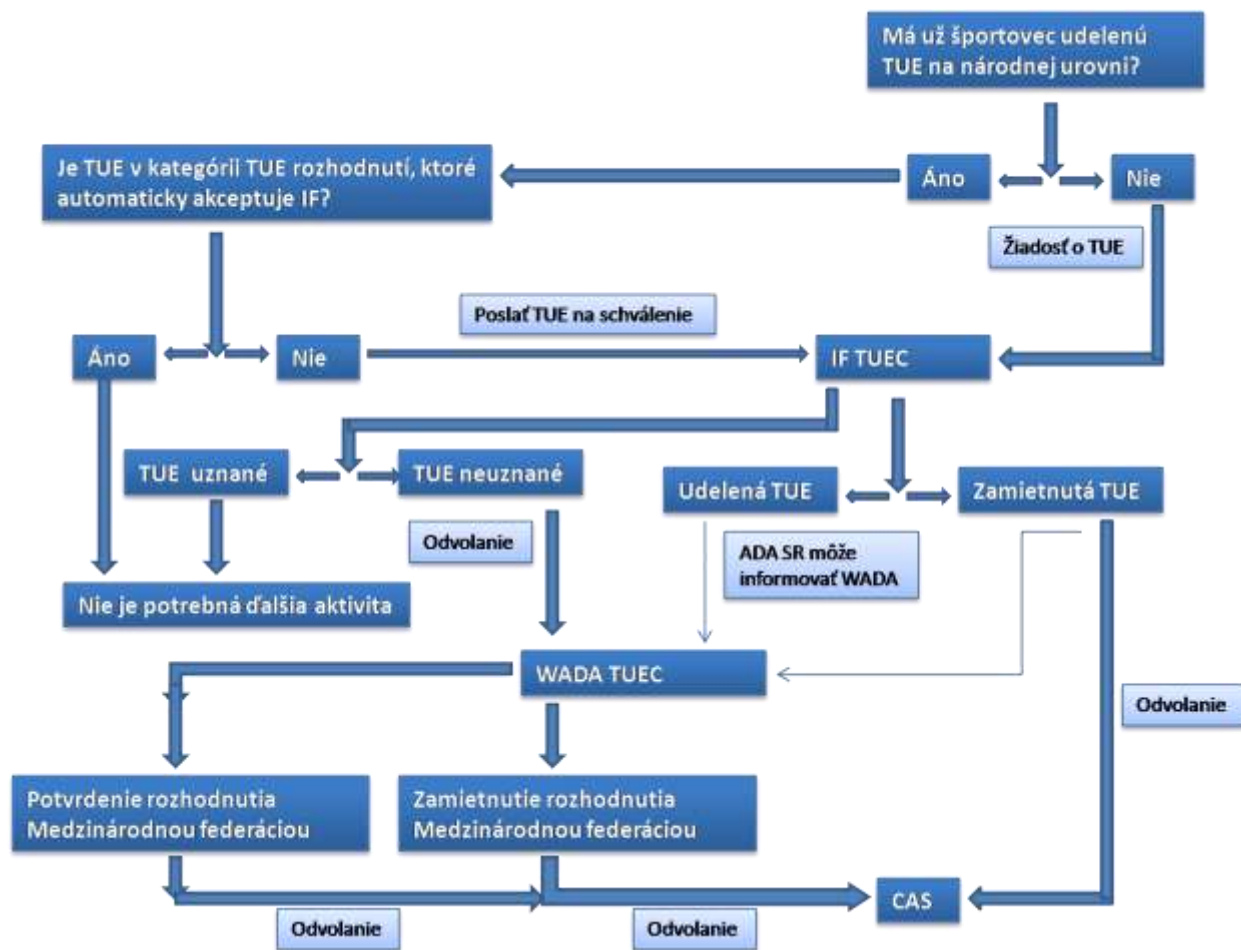 Má už športovec udelenú
TUE na národnej urovni?
Je TUE v kategórii TUE rozhodnutí, ktoré
automaticky akceptuje IF?
Áno
Nie
Žiadosť o TUE
Poslať TUE na schválenie
Áno
Nie
IF TUEC
TUE uznané
TUE neuznané
Udelená TUE
Zamietnutá TUE
Odvolanie
ADA SR môže
informovať WADA
Nie je potrebná ďalšia aktivita
WADA TUEC
Odvolanie
Potvrdenie rozhodnutia
Medzinárodnou federáciou
Zamietnutie rozhodnutia
Medzinárodnou federáciou
CAS
Odvolanie
Odvolanie